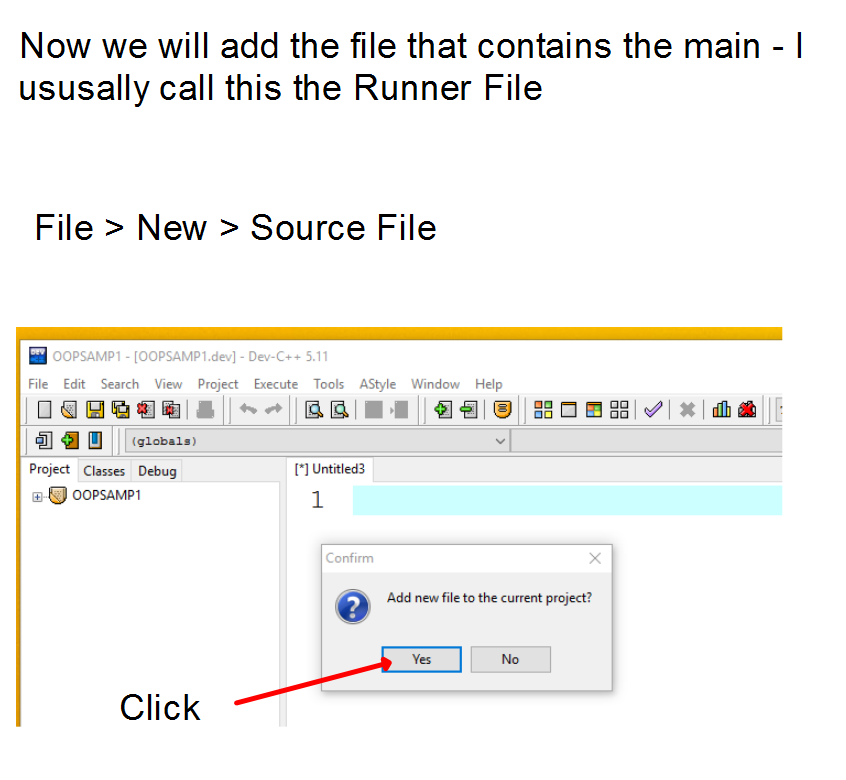 Now we will add the file that contains the main - I
ususally call this the Runner File
File > New > Source File
OOPSAMP1 - [OOPSAMP1.dev] - Dev-C++ 5.11
File Edit Search View Project Execute Tools AStyle Window Help
(globals)
Project Classes Debug
[*] Untitled3
OOPSAMP1
1
Confirm
Add new file to the current project?
Yes No
Click